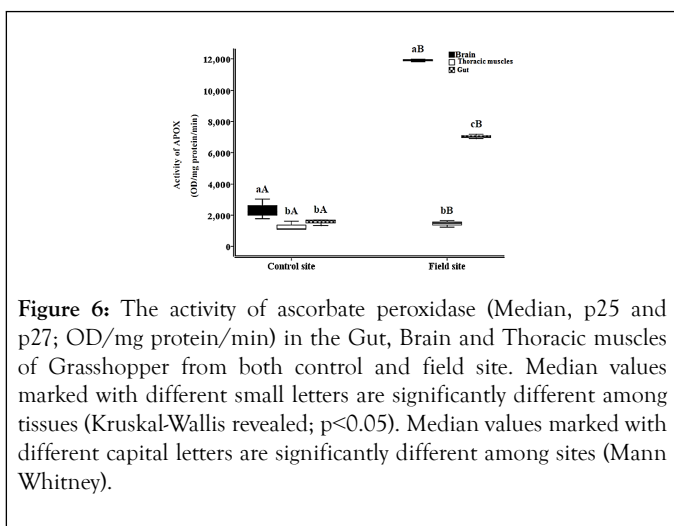 12,000
10,000
8,000
6,000
4,000
2,000
0
Activity of APOX
(OD/mg protein/min)
aA
bA
bA
aB
bB
cB
Brain
Thoracic muscles
Gut
Control site
Field site
Figure 6: The activity of ascorbate peroxidase (Median, p25 and
p27; OD/mg protein/min) in the Gut, Brain and Thoracic muscles
of Grasshopper from both control and field site. Median values
marked with different small letters are significantly different among
tissues (Kruskal-Wallis revealed; p<0.05). Median values marked with
different capital letters are significantly different among sites (Mann
Whitney).